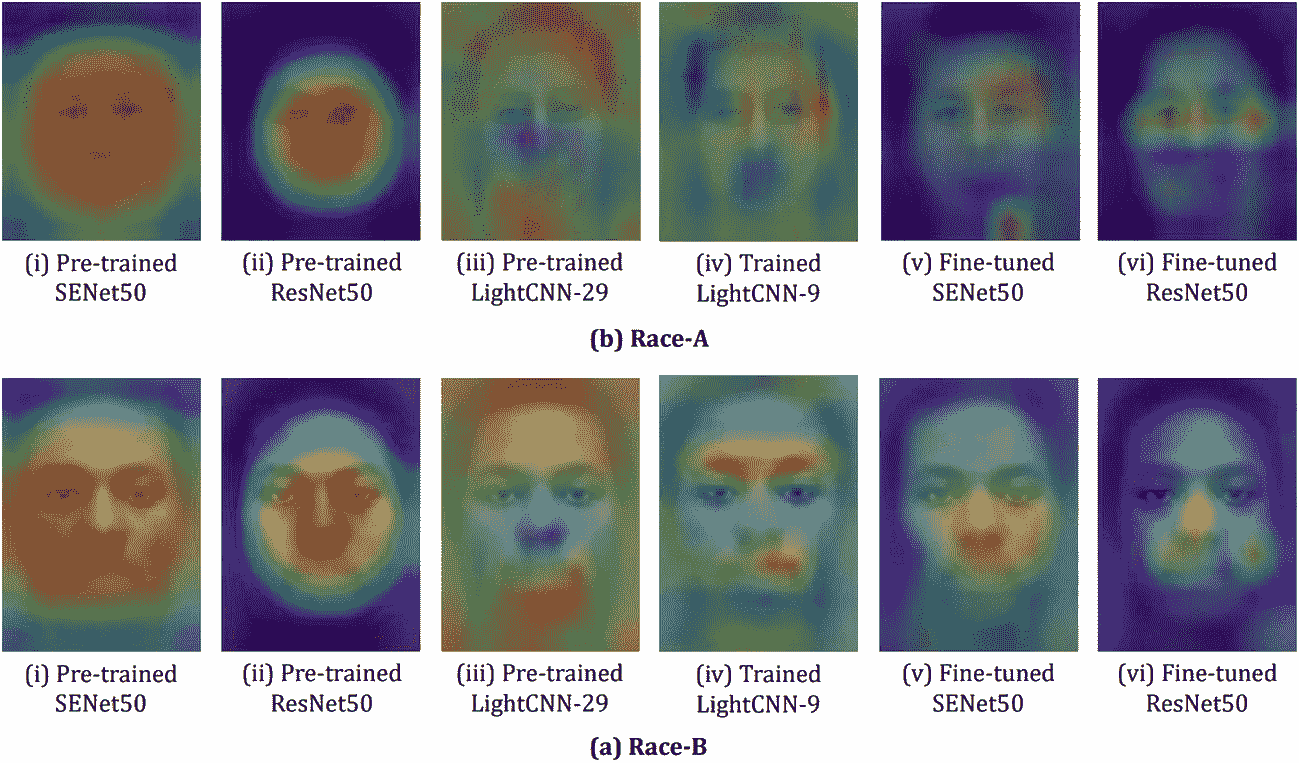 (i) Pre-trained SENet50
(ii) Pre-trained ResNet50
(iii) Pre-trained LightCNN-29
(iv) Trained LightCNN-9
(v) Fine-tuned SENet50
(vi) Fine-tuned ResNet50
(b) Race-A
(i) Pre-trained SENet50
(ii) Pre-trained ResNet50
(iii) Pre-trained LightCNN-29
(iv) Trained LightCNN-9
(v) Fine-tuned SENet50
(vi) Fine-tuned ResNet50
(a) Race-B